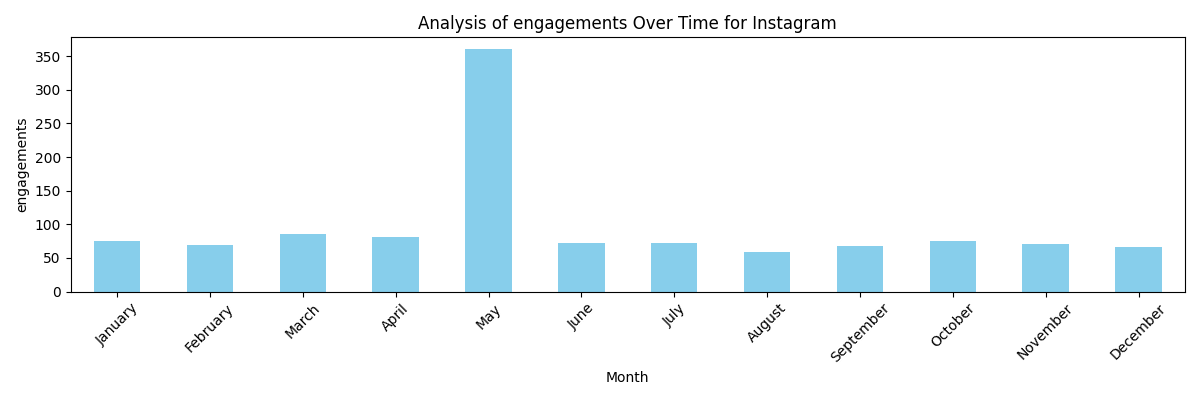 Analysis of engagements Over Time for Instagram
engagements
350
300
250
200
150
100
50
0
January
February
March
April
May
June
July
August
September
October
November
December
Month